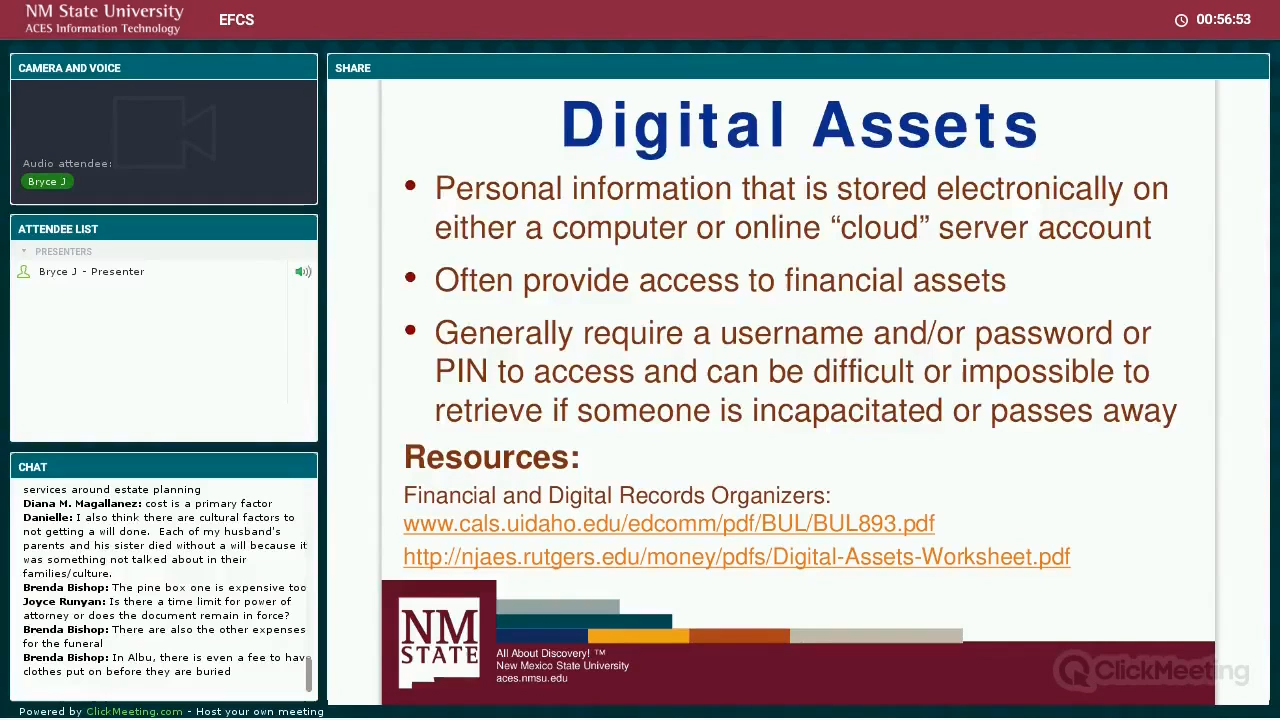 NM State University
ACES Information Technology
EFCS
00:56:53
CAMERA AND VOICE
Audio attendee:
Bryce J
ATTENDEE LIST
PRESENTERS
Bryce J - Presenter
CHAT
services around estate planning
Diana M. Magallanez: cost is a primary factor
Danielle: I also think there are cultural factors to
not getting a will done. Each of my husband's
parents and his sister died without a will because it
was something not talked about in their
families/culture.
Brenda Bishop: The pine box one is expensive too
Joyce Runyan: Is there a time limit for power of
attorney or does the document remain in force?
Brenda Bishop: There are also the other expenses
for the funeral
Brenda Bishop: In Albu, there is even a fee to have
clothes put on before they are buried
Powered by ClickMeeting.com - Host your own meeting
SHARE
Digital Assets
• Personal information that is stored electronically on
either a computer or online “cloud” server account
• Often provide access to financial assets
• Generally require a username and/or password or
PIN to access and can be difficult or impossible to
retrieve if someone is incapacitated or passes away
Resources:
Financial and Digital Records Organizers:
www.cals.uidaho.edu/edcomm/pdf/BUL/BUL893.pdf
http://njaes.rutgers.edu/money/pdfs/Digital-Assets-Worksheet.pdf
NM
STATE
All About Discovery! ™
New Mexico State University
aces.nmsu.edu
ClickMeeting